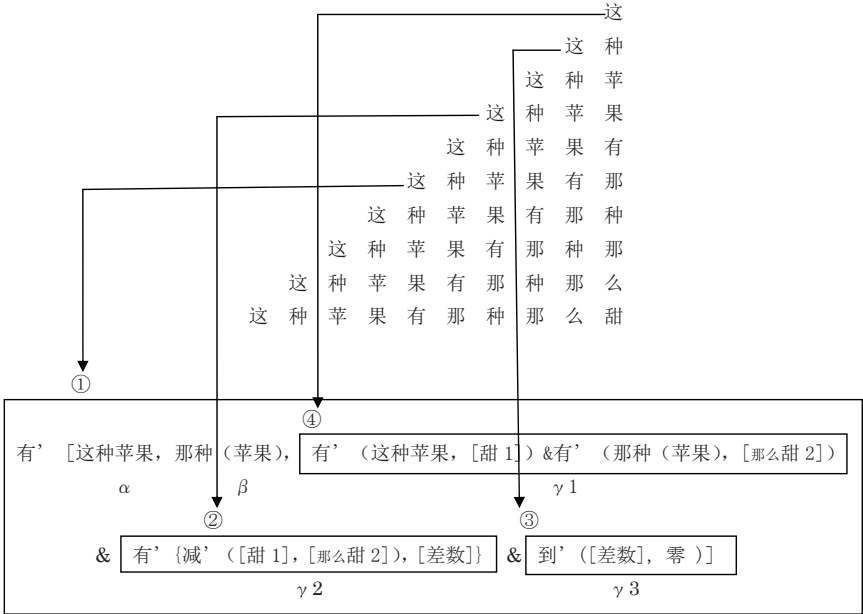 这
这 种
这 种 苹
这 种 苹 果
这 种 苹 果 有
这 种 苹 果 有 那
这 种 苹 果 有 那 种
这 种 苹 果 有 那 种 那
这 种 苹 果 有 那 种 那 么
这 种 苹 果 有 那 种 那 么 甜
①
④
有’ [这种苹果，那种（苹果），有’（这种苹果，[甜 1]）&有’（那种（苹果），[那么甜 2]）
α β γ 1
② ③
& 有’{减’（[甜 1]，[那么甜 2]），[差数]} & 到’（[差数]，零 ）]
γ 2 γ 3